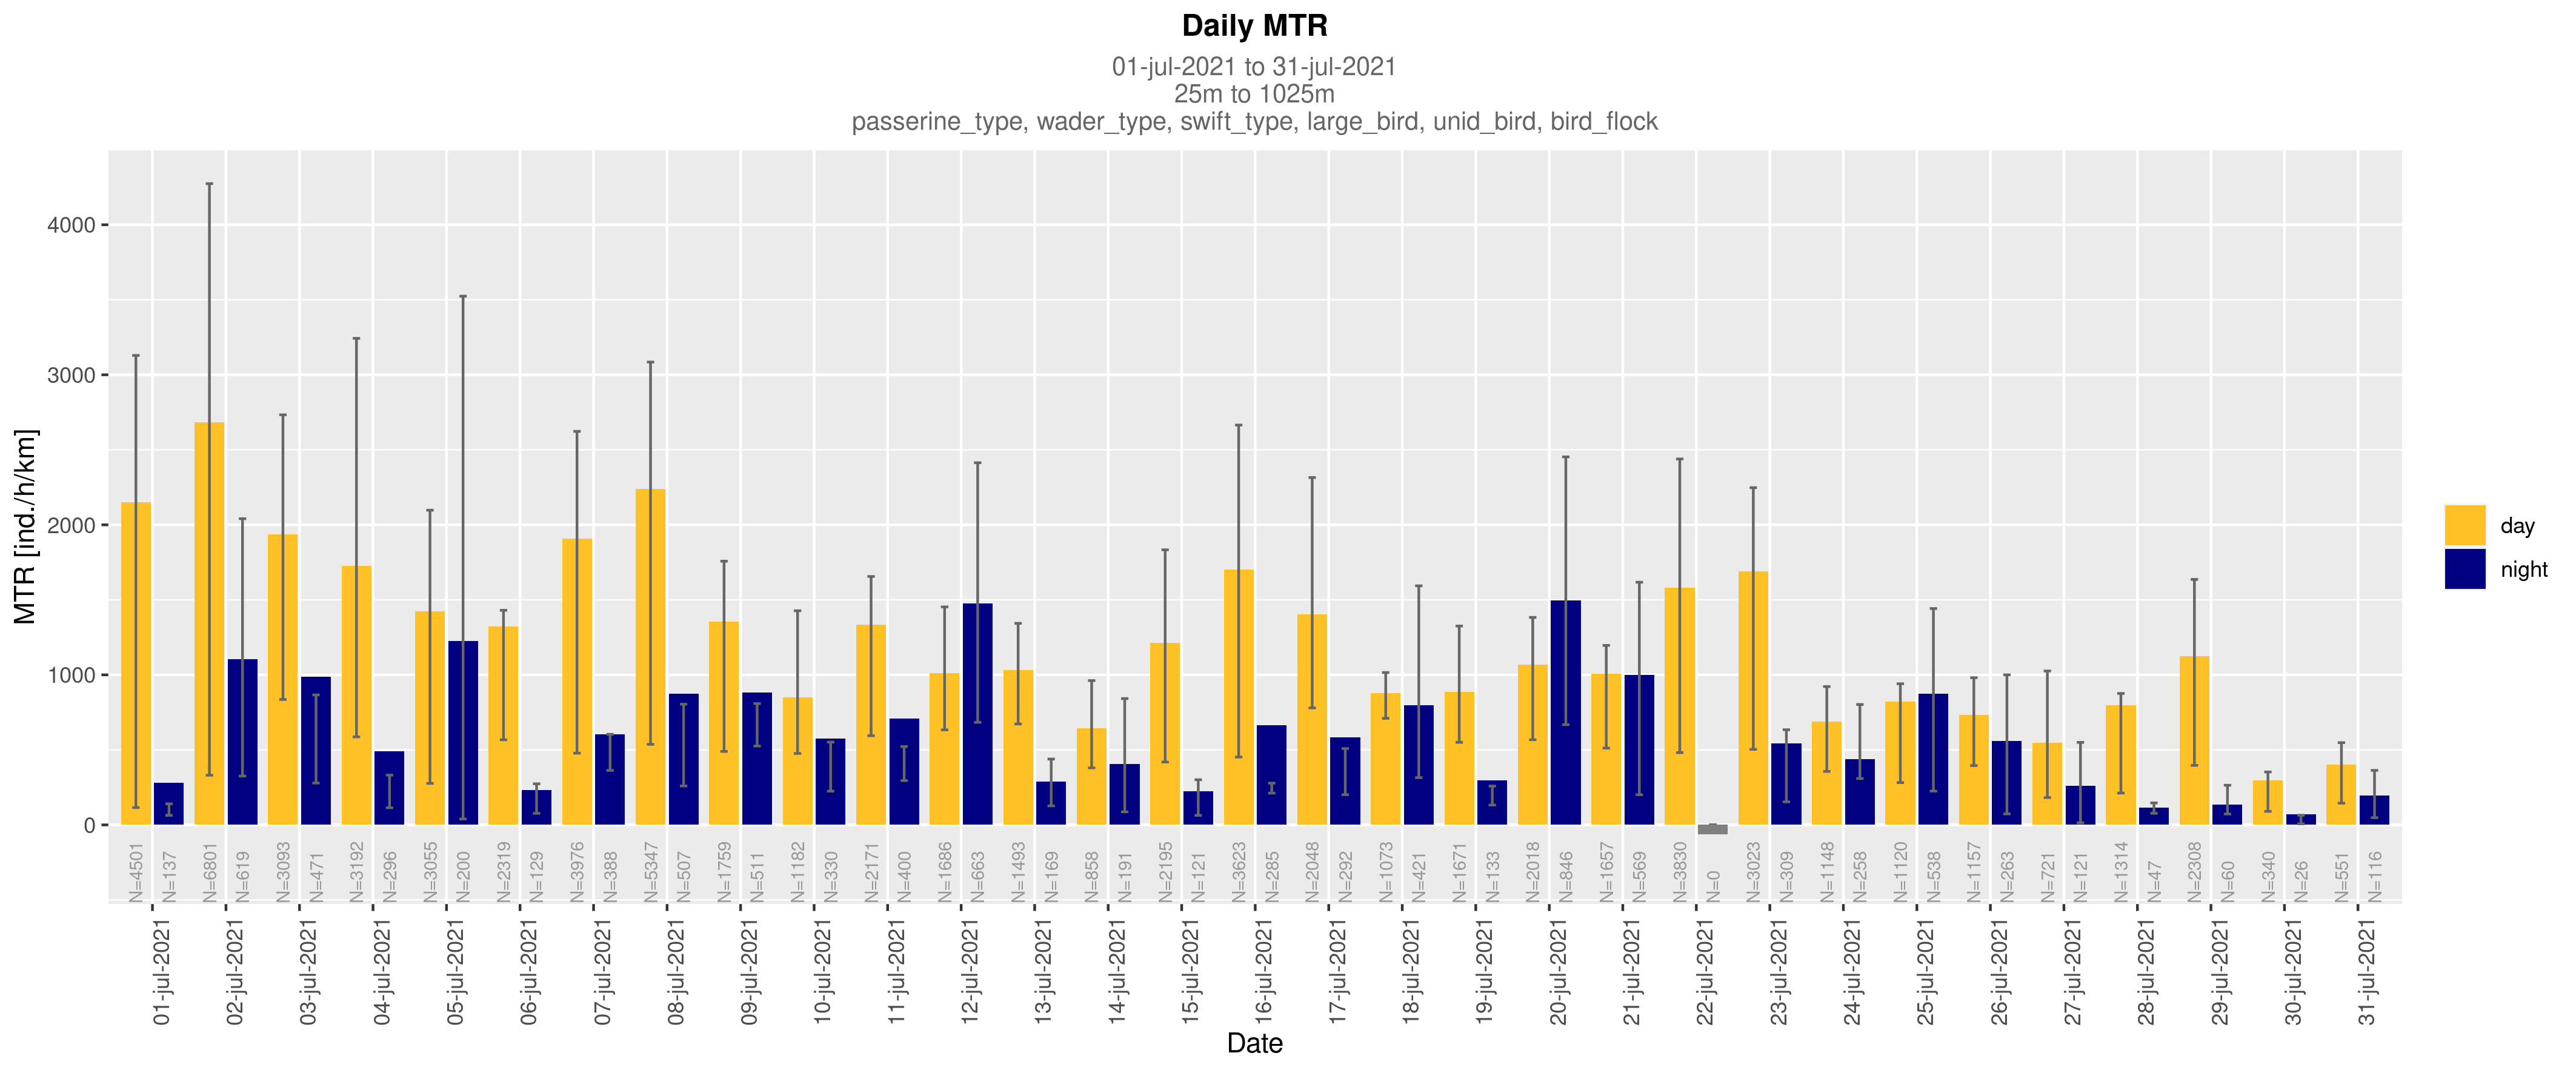 Daily MTR
01-jul-2021 to 31-jul-2021
25m to 1025m
passerine_type, wader_type, swift_type, large_bird, unid_bird, bird_flock
MTR [ind./h/km]
4000
3000
2000
1000
0
day
night
N=4501
N=137
N=6801
N=619
N=3093
N=471
N=3192
N=296
N=3055
N=200
N=2319
N=129
N=3976
N=388
N=5347
N=507
N=1759
N=511
N=1182
N=330
N=2171
N=400
N=1686
N=663
N=1493
N=169
N=858
N=191
N=2195
N=121
N=3623
N=285
N=2048
N=292
N=1073
N=421
N=1671
N=133
N=2018
N=846
N=1657
N=569
N=3830
N=0
N=3023
N=309
N=1148
N=258
N=1120
N=538
N=1157
N=263
N=721
N=121
N=1314
N=47
N=2308
N=60
N=340
N=26
N=551
N=116
01-jul-2021
02-jul-2021
03-jul-2021
04-jul-2021
05-jul-2021
06-jul-2021
07-jul-2021
08-jul-2021
09-jul-2021
10-jul-2021
11-jul-2021
12-jul-2021
13-jul-2021
14-jul-2021
15-jul-2021
16-jul-2021
17-jul-2021
18-jul-2021
19-jul-2021
20-jul-2021
21-jul-2021
22-jul-2021
23-jul-2021
24-jul-2021
25-jul-2021
26-jul-2021
27-jul-2021
28-jul-2021
29-jul-2021
30-jul-2021
31-jul-2021
Date